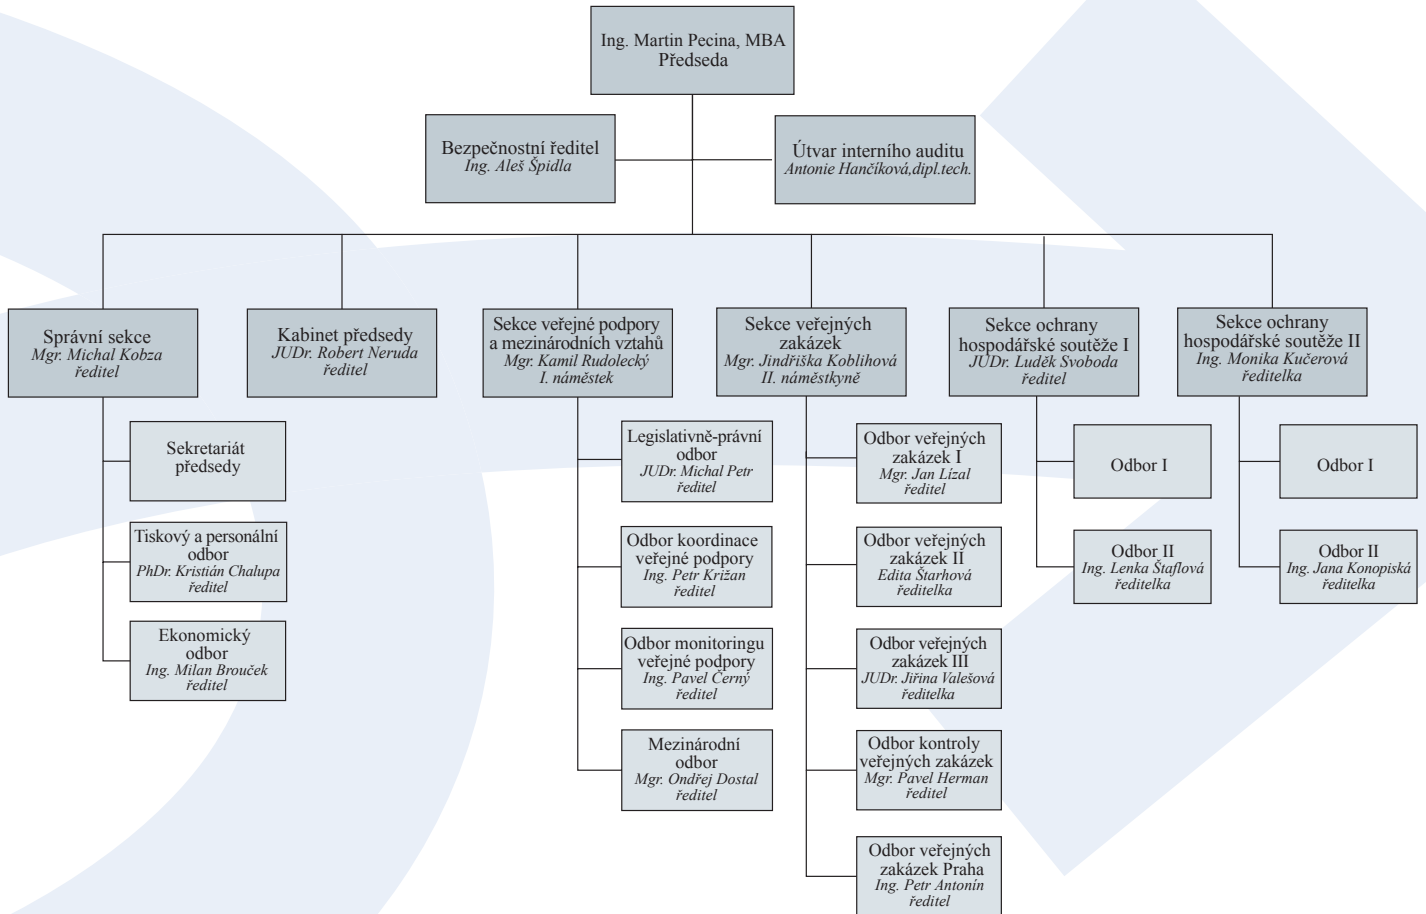 Ing. Martin Pecina, MBA
Předseda
Bezpečnostní ředitel
Ing. Aleš Špidla
Útvar interního auditu
Antonie Hančíková,dipl.tech.
Správní sekce
Mgr. Michal Kobza
ředitel
Kabinet předsedy
JUDr. Robert Neruda
ředitel
Sekce veřejné podpory
a mezinárodních vztahů
Mgr. Kamil Rudolecký
I. náměstek
Sekce veřejných
zakázek
Mgr. Jindřiška Koblihová
II. náměstkyně
Sekce ochrany
hospodářské soutěže I
JUDr. Luděk Svoboda
ředitel
Sekce ochrany
hospodářské soutěže II
Ing. Monika Kučerová
ředitelka
Sekretariát
předsedy
Tiskový a personální
odbor
PhDr. Kristián Chalupa
ředitel
Ekonomický
odbor
Ing. Milan Brouček
ředitel
Legislativně-právní
odbor
JUDr. Michal Petr
ředitel
Odbor koordinace
veřejné podpory
Ing. Petr Križan
ředitel
Odbor monitoringu
veřejné podpory
Ing. Pavel Černý
ředitel
Mezinárodní
odbor
Mgr. Ondřej Dostal
ředitel
Odbor veřejných
zakázek I
Mgr. Jan Lízal
ředitel
Odbor veřejných
zakázek II
Edita Štarhová
ředitelka
Odbor veřejných
zakázek III
JUDr. Jiřina Valešová
ředitelka
Odbor kontroly
veřejných zakázek
Mgr. Pavel Herman
ředitel
Odbor veřejných
zakázek Praha
Ing. Petr Antonín
ředitel
Odbor I
Odbor II
Ing. Lenka Štaflová
ředitelka
Odbor I
Odbor II
Ing. Jana Konopiská
ředitelka